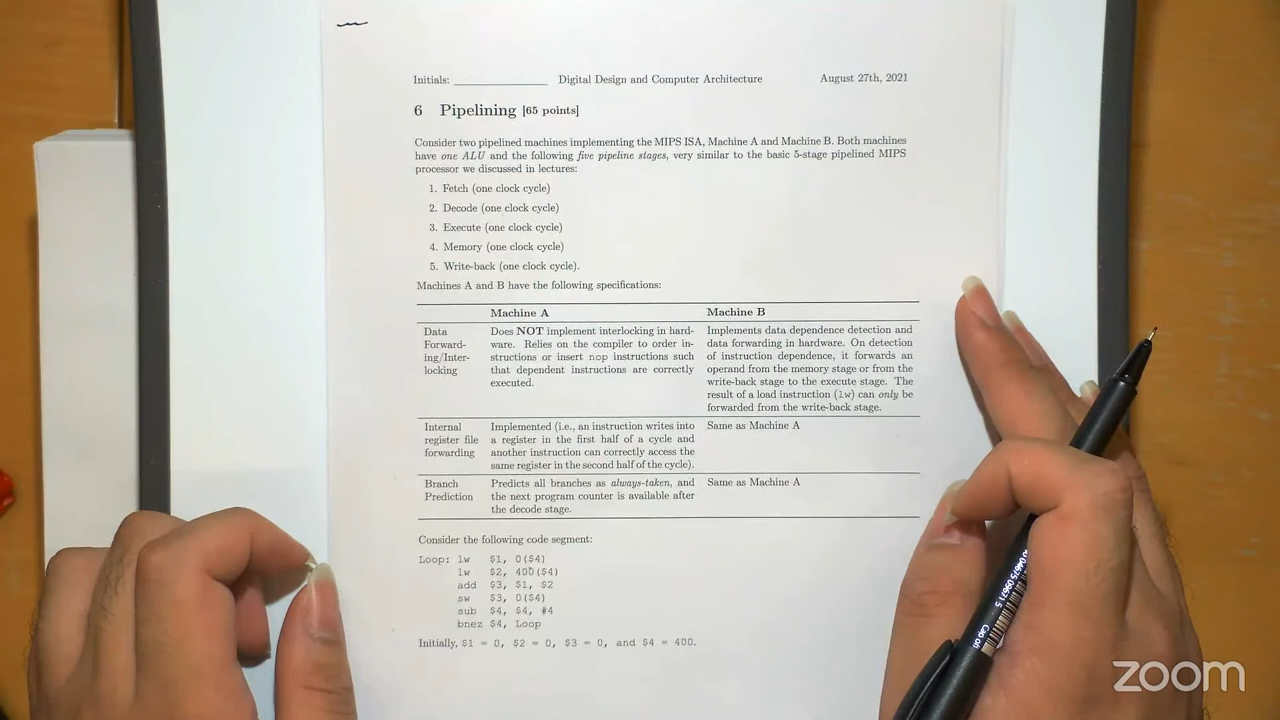 Initials: ____________ Digital Design and Computer Architecture August 27th, 2021
6 Pipelining [65 points]
Consider two pipelined machines implementing the MIPS ISA, Machine A and Machine B. Both machines
have one ALU and the following five pipeline stages, very similar to the basic 5-stage pipelined MIPS
processor we discussed in lectures:
1. Fetch (one clock cycle)
2. Decode (one clock cycle)
3. Execute (one clock cycle)
4. Memory (one clock cycle)
5. Write-back (one clock cycle).
Machines A and B have the following specifications:
Machine A Machine B
Data
Forward-
ing/Inter-
locking
Does NOT implement interlocking in hard-
ware. Relies on the compiler to order in-
structions or insert nop instructions such
that dependent instructions are correctly
executed.
Implements data dependence detection and
data forwarding in hardware. On detection
of instruction dependence, it forwards an
operand from the memory stage or from the
write-back stage to the execute stage. The
result of a load instruction (lw) can only be
forwarded from the write-back stage.
Internal
register file
forwarding
Implemented (i.e., an instruction writes into
a register in the first half of a cycle and
another instruction can correctly access the
same register in the second half of the cycle).
Same as Machine A
Branch
Prediction
Predicts all branches as always-taken, and
the next program counter is available after
the decode stage.
Same as Machine A
Consider the following code segment:
Loop: lw $1, 0($4)
lw $2, 400($4)
add $3, $1, $2
sw $3, 0($4)
sub $4, $4, #4
bnez $4, Loop
Initially, $1 = 0, $2 = 0, $3 = 0, and $4 = 400.
zoom